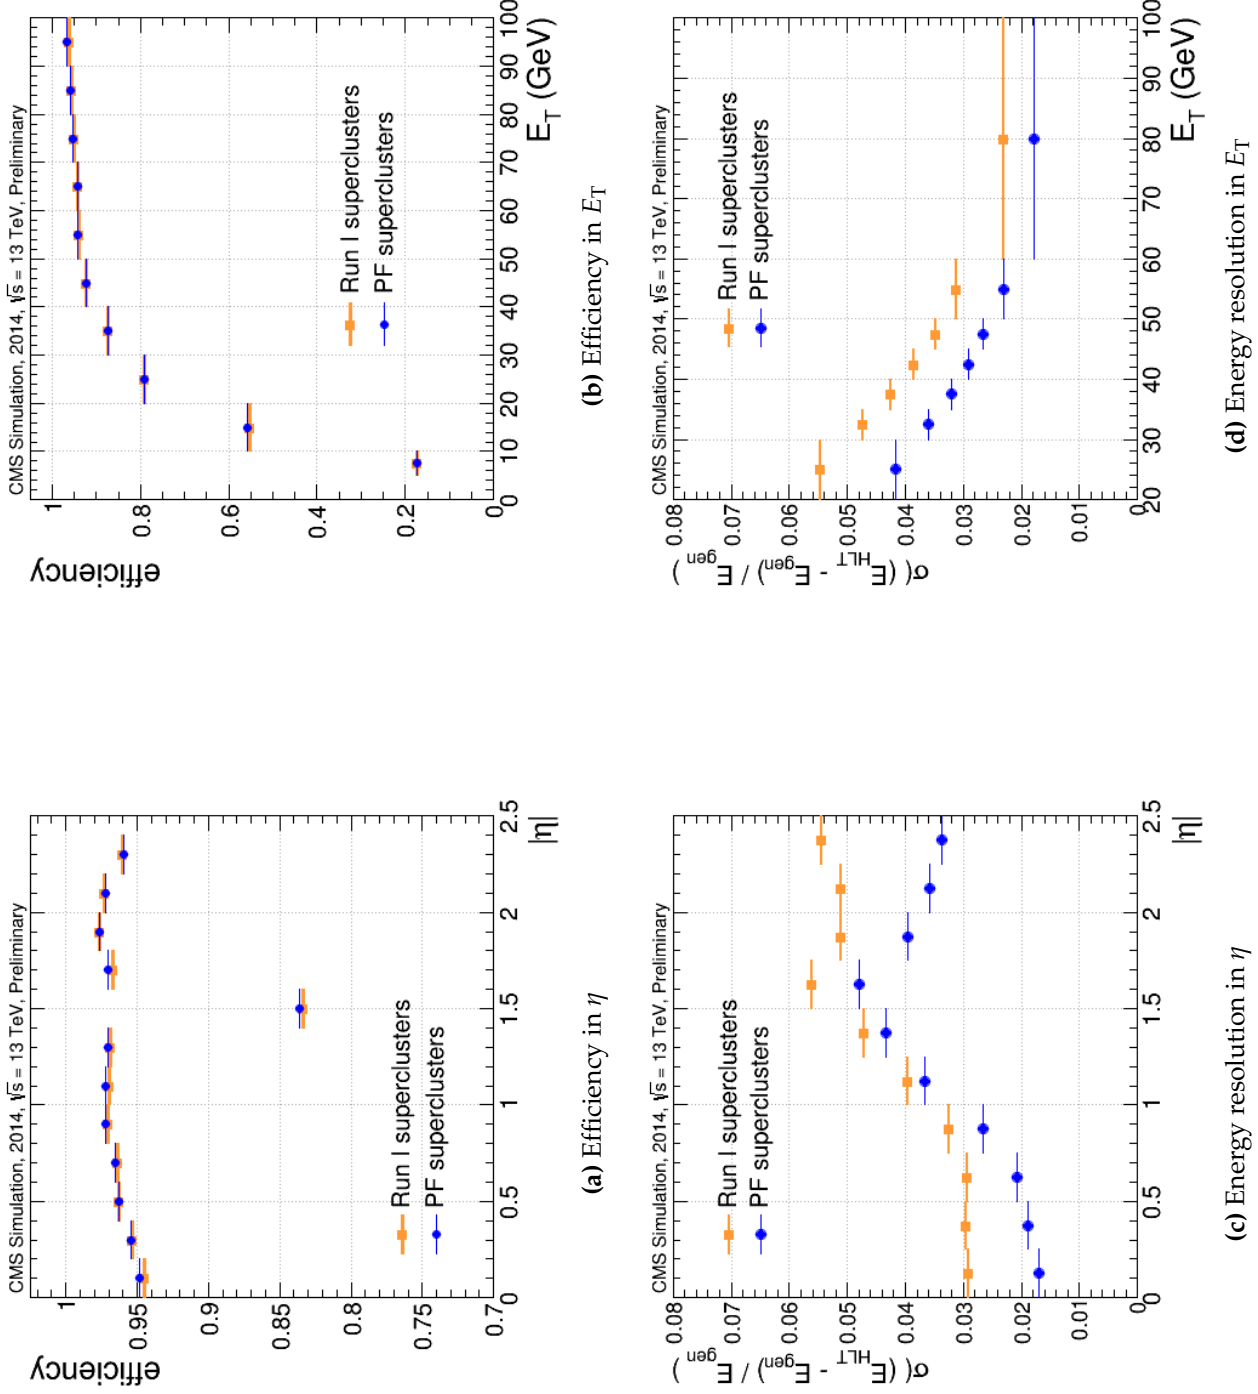 CMS Simulation, 2014, √s = 13 TeV, Preliminary
efficiency
1
0.95
0.9
0.85
0.8
0.75
0.7
Run I superclusters
PF superclusters
0 0.5 1 1.5 2 2.5
|η|
(a) Efficiency in η
CMS Simulation, 2014, √s = 13 TeV, Preliminary
efficiency
1
0.8
0.6
0.4
0.2
Run I superclusters
PF superclusters
0 10 20 30 40 50 60 70 80 90 100
E_T (GeV)
(b) Efficiency in E_T
CMS Simulation, 2014, √s = 13 TeV, Preliminary
σ( (E_HLT - E_gen) / E_gen )
0.08
0.07
0.06
0.05
0.04
0.03
0.02
0.01
0
Run I superclusters
PF superclusters
0 0.5 1 1.5 2 2.5
|η|
(c) Energy resolution in η
CMS Simulation, 2014, √s = 13 TeV, Preliminary
σ( (E_HLT - E_gen) / E_gen )
0.08
0.07
0.06
0.05
0.04
0.03
0.02
0.01
0
Run I superclusters
PF superclusters
20 30 40 50 60 70 80 90 100
E_T (GeV)
(d) Energy resolution in E_T